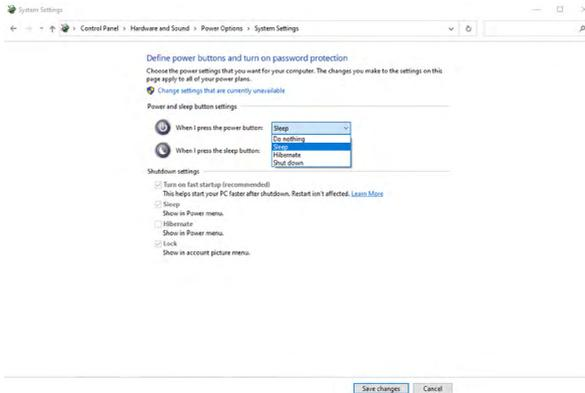 System Settings
Control Panel > Hardware and Sound > Power Options > System Settings
Define power buttons and turn on password protection
Choose the power settings that you want for your computer. The changes you make to the settings on this
page apply to all of your power plans.
Change settings that are currently unavailable
Power and sleep button settings
When I press the power button: Sleep
Do nothing
Sleep
When I press the sleep button:
Hibernate
Shut down
Shutdown settings
Turn on fast startup (recommended)
This helps start your PC faster after shutdown. Restart isn't affected. Learn More
Sleep
Show in Power menu.
Hibernate
Show in Power menu.
Lock
Show in account picture menu.
Save changes Cancel